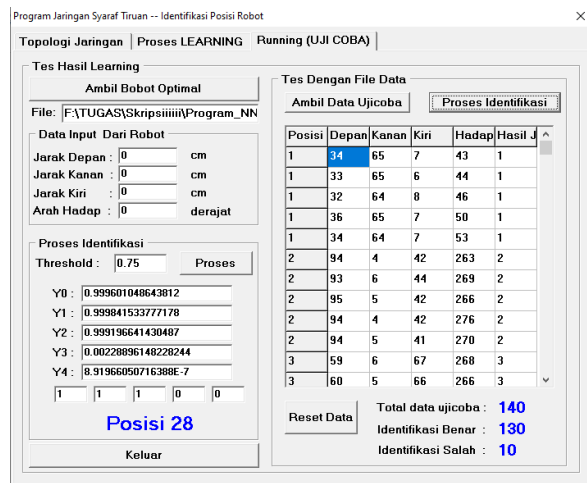 Program Jaringan Syaraf Tiruan -- Identifikasi Posisi Robot
Topologi Jaringan Proses LEARNING Running (UJI COBA)
Tes Hasil Learning
Ambil Bobot Optimal
File: F:\TUGAS\Skripsiiiiii\Program_NN
Data Input Dari Robot
Jarak Depan : 0 cm
Jarak Kanan : 0 cm
Jarak Kiri : 0 cm
Arah Hadap : 0 derajat
Proses Identifikasi
Threshold : 0.75 Proses
Y0 : 0.999601048643812
Y1 : 0.999841533777178
Y2 : 0.999196641430487
Y3 : 0.00228896148228244
Y4 : 8.91966050716388E-7
1 1 1 0 0
Posisi 28
Keluar
Tes Dengan File Data
Ambil Data Ujicoba Proses Identifikasi
Posisi Depan Kanan Kiri Hadap Hasil J
1 34 65 7 43 1
1 33 65 6 44 1
1 32 64 8 46 1
1 36 65 7 50 1
1 34 64 7 53 1
2 94 4 42 263 2
2 93 6 44 269 2
2 95 5 42 266 2
2 94 4 42 276 2
2 94 5 41 270 2
3 59 6 67 268 3
3 60 5 66 266 3
Reset Data
Total data ujicoba : 140
Identifikasi Benar : 130
Identifikasi Salah : 10